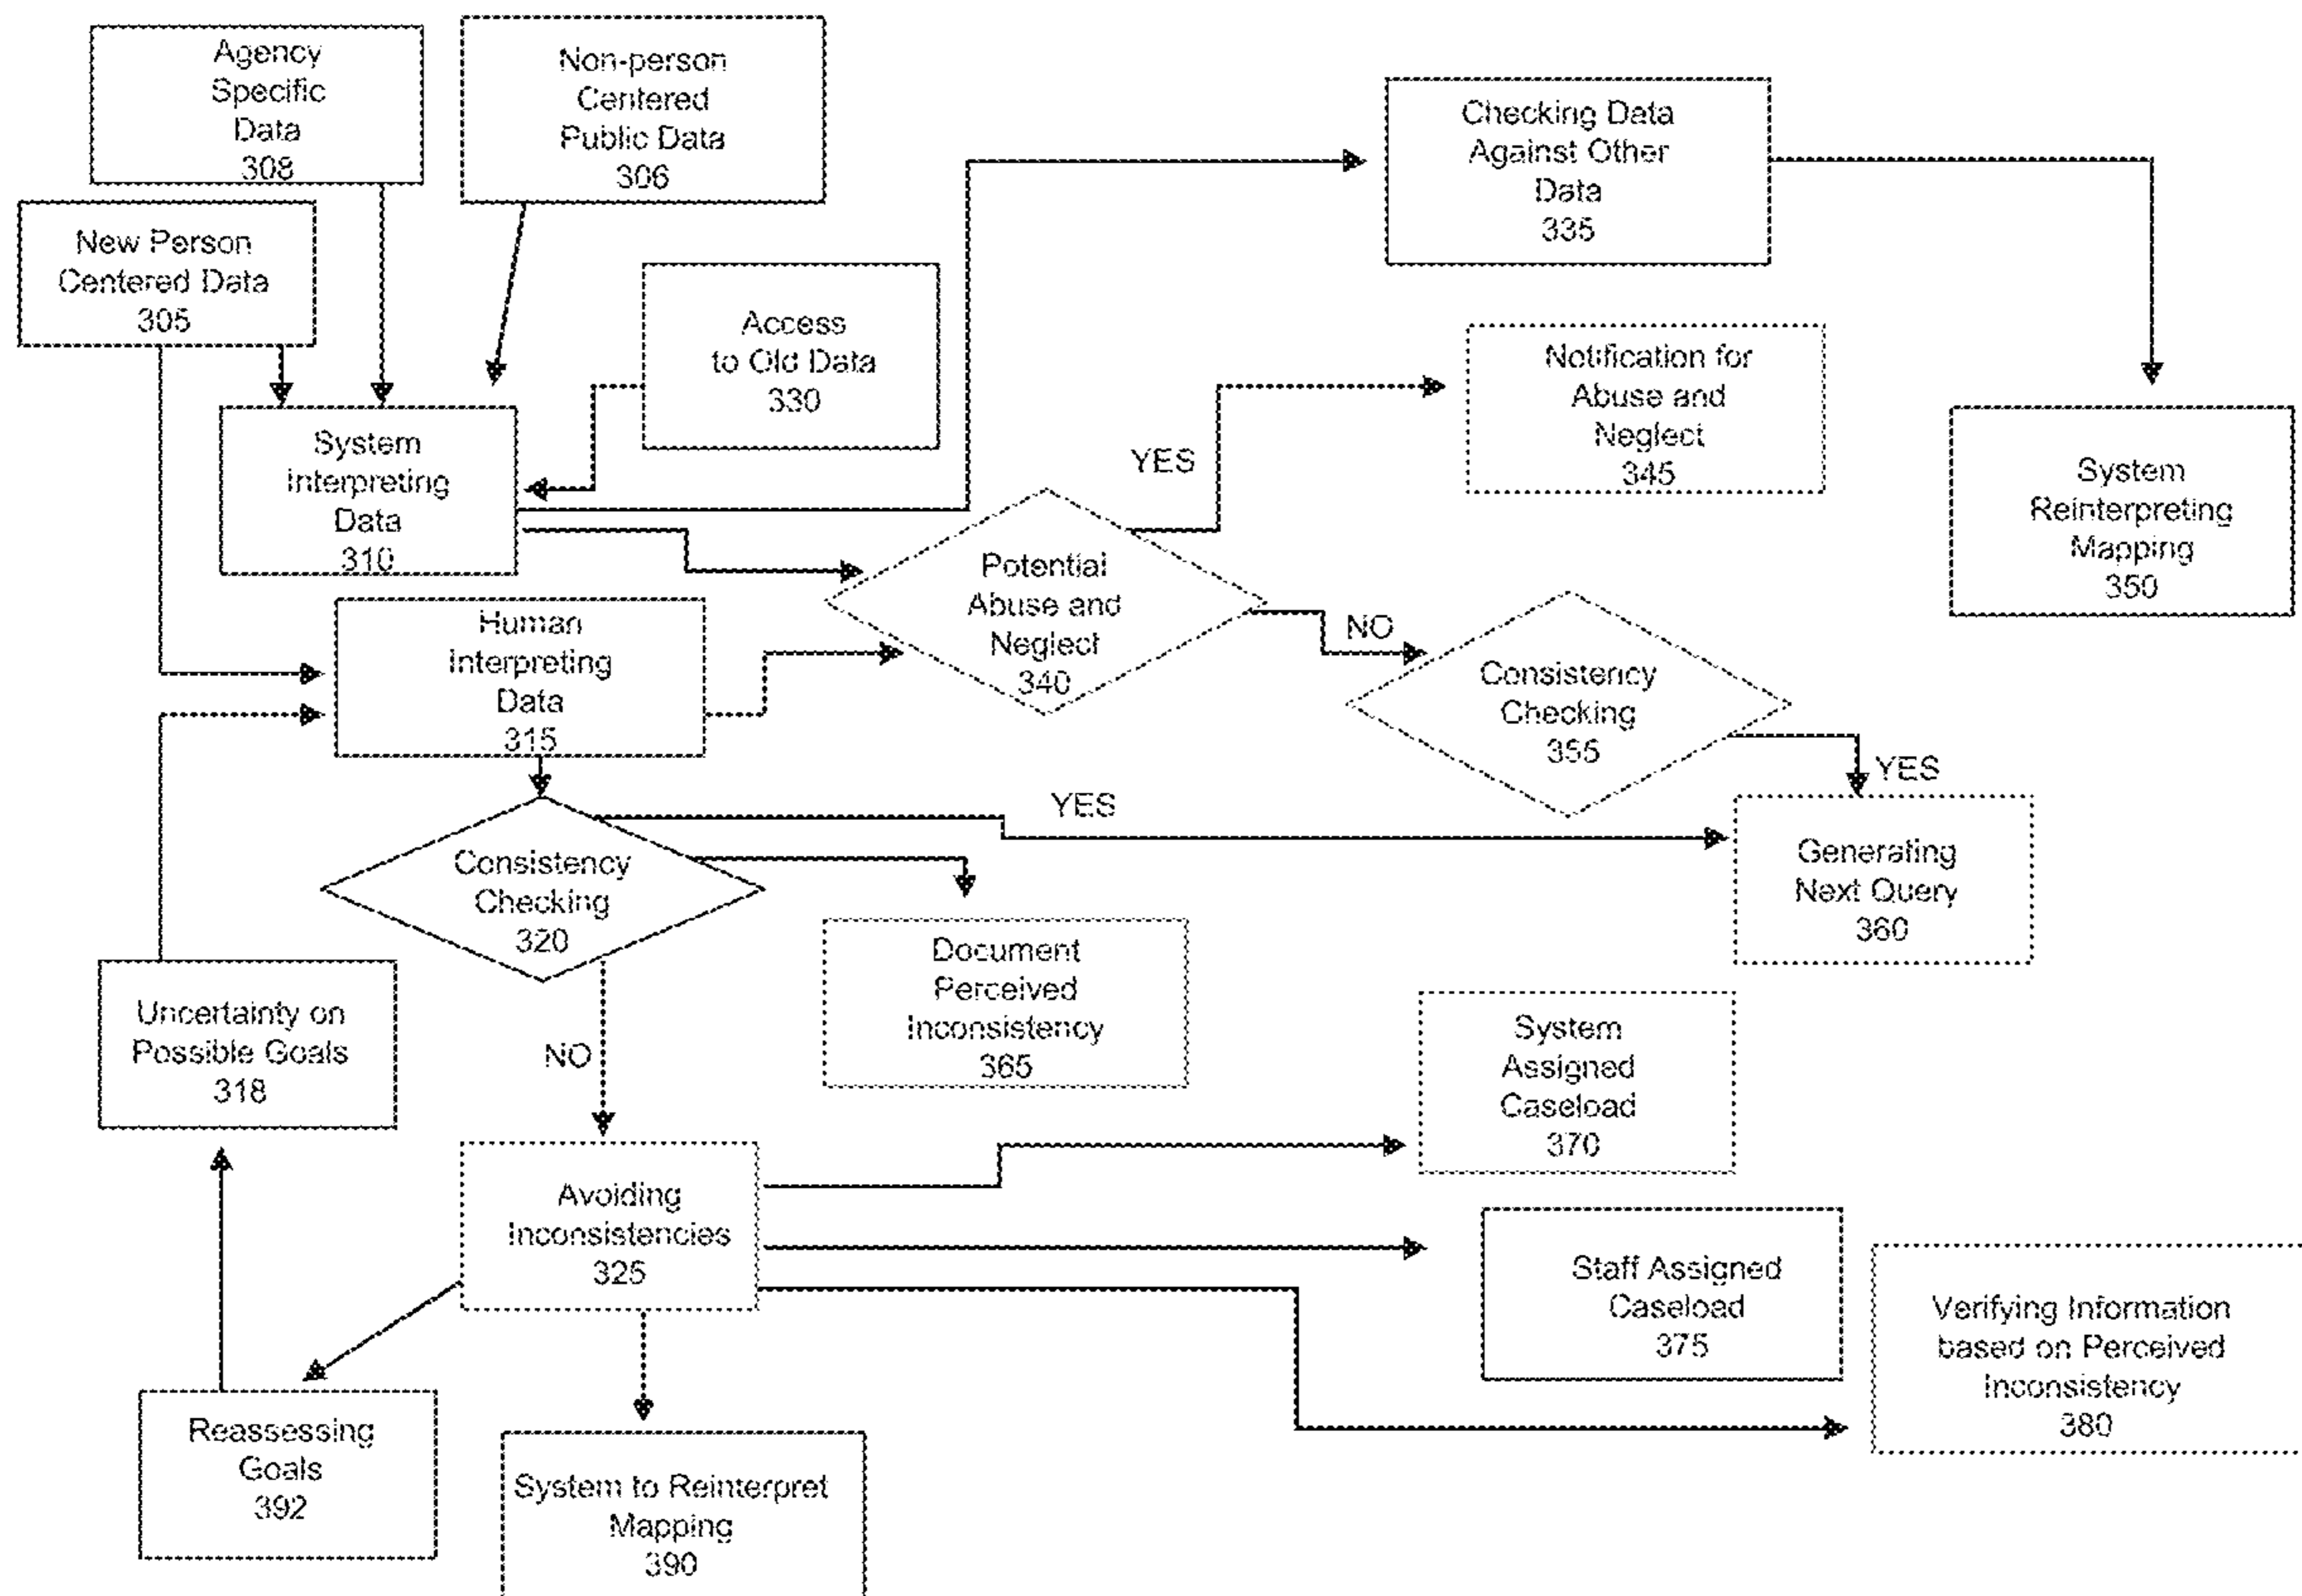 Agency
Specific
Data
308
Non-person
Centered
Public Data
306
Checking Data
Against Other
Data
335
New Person
Centered Data
305
Access
to Old Data
330
Notification for
Abuse and
Neglect
345
System
Interpreting
Data
310
YES
System
Reinterpreting
Mapping
350
Potential
Abuse and
Neglect
340
NO
Human
Interpreting
Data
315
Consistency
Checking
355
YES
YES
Consistency
Checking
320
Generating
Next Query
360
Document
Perceived
Inconsistency
365
Uncertainty on
Possible Goals
318
NO
System
Assigned
Caseload
370
Avoiding
Inconsistencies
325
Staff Assigned
Caseload
375
Verifying Information
based on Perceived
Inconsistency
380
Reassessing
Goals
392
System to Reinterpret
Mapping
390